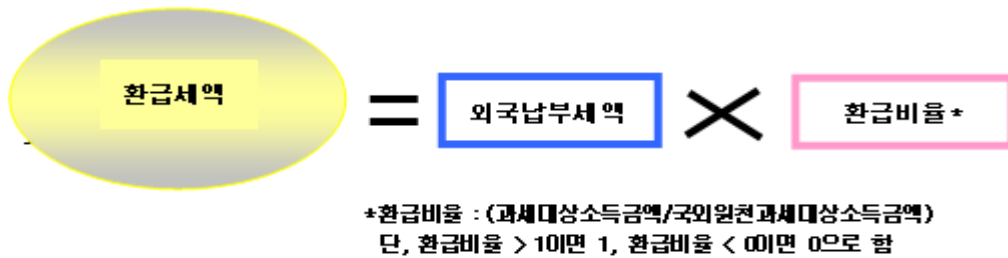 환급세액 = 외국납부세액 × 환급비율*
*환급비율 : (과세대상소득금액/국외원천과세대상소득금액)
단, 환급비율 > 1이면 1, 환급비율 < 0이면 0으로 함